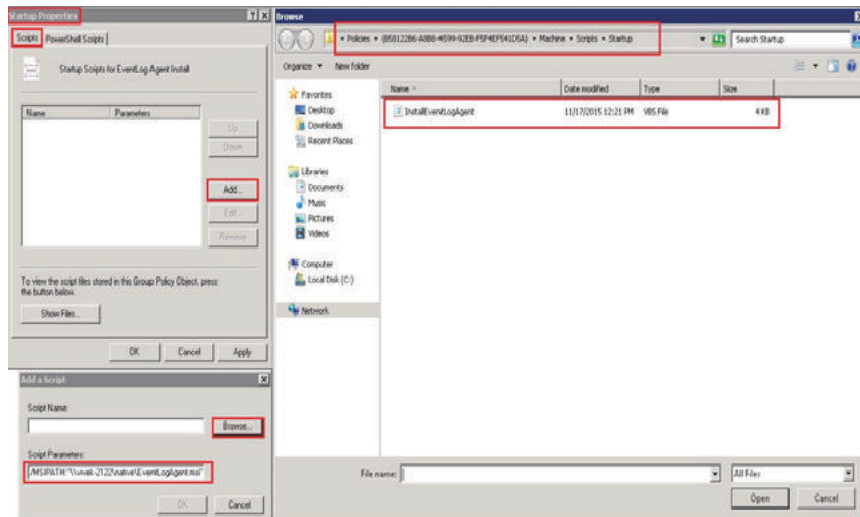 Startup Properties
Scripts
PowerShell Scripts
Startup Scripts for EventLog Agent Install
Name
Parameters
Up
Down
Add...
Edit...
Remove
To view the script files stored in this Group Policy Object, press
the button below.
Show Files...
OK
Cancel
Apply
Add a Script
Script Name:
Browse...
Script Parameters:
OK
Cancel
Browse
Policies
Machine
Scripts
Startup
Search Startup
Organize
New folder
Favorites
Desktop
Downloads
Recent Places
Libraries
Documents
Music
Pictures
Videos
Computer
Local Disk (C:)
Network
Name
Date modified
Type
Size
InstallEventLogAgent
11/17/2015 12:21 PM
VBS File
4 KB
File name:
All Files
Open
Cancel